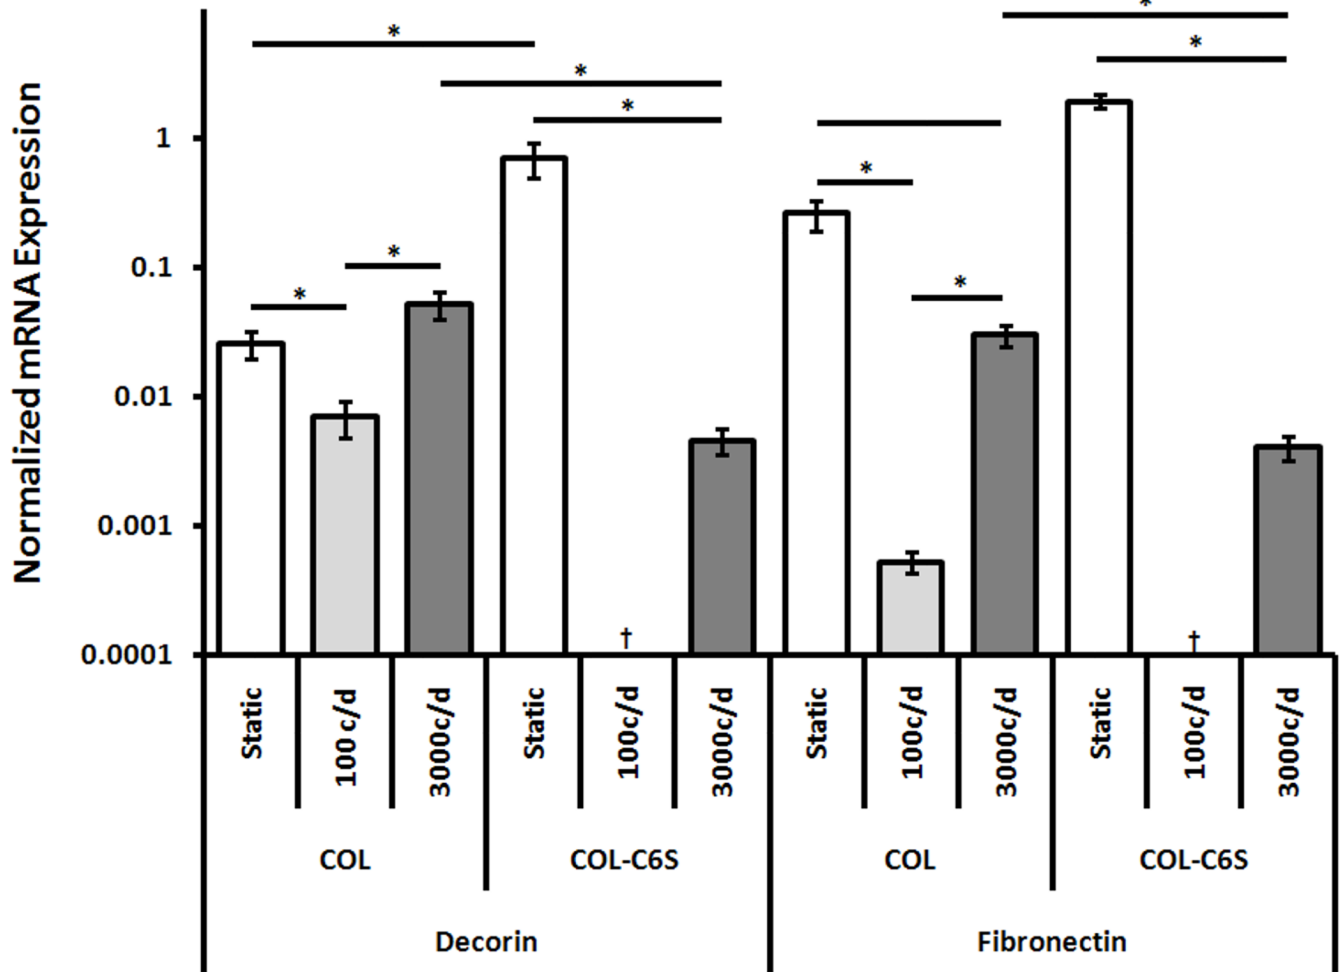 *
*
*
*
*
1
*
*
*
0.1
*
*
0.01
0.001
†
†
0.0001
Normalized mRNA Expression
Static
100 c/d
3000c/d
Static
100c/d
3000c/d
Static
100c/d
3000c/d
Static
100c/d
3000c/d
COL
COL-C6S
COL
COL-C6S
Decorin
Fibronectin